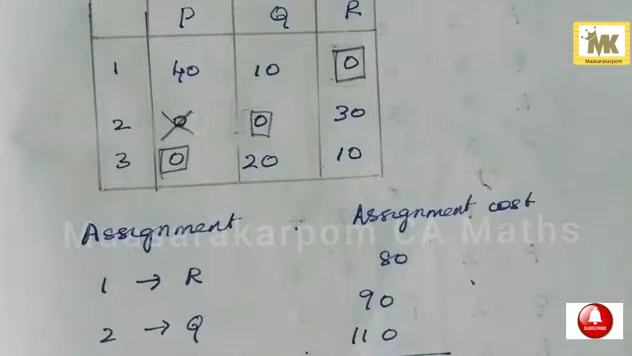 P Q R
MK
Maasarakarpom
1 40 10 0
2 0 0 30
3 0 20 10
Maasarakarpom CA Maths
Assignment Assignment cost
1 → R 80
2 → Q 90
110
SUBSCRIBE